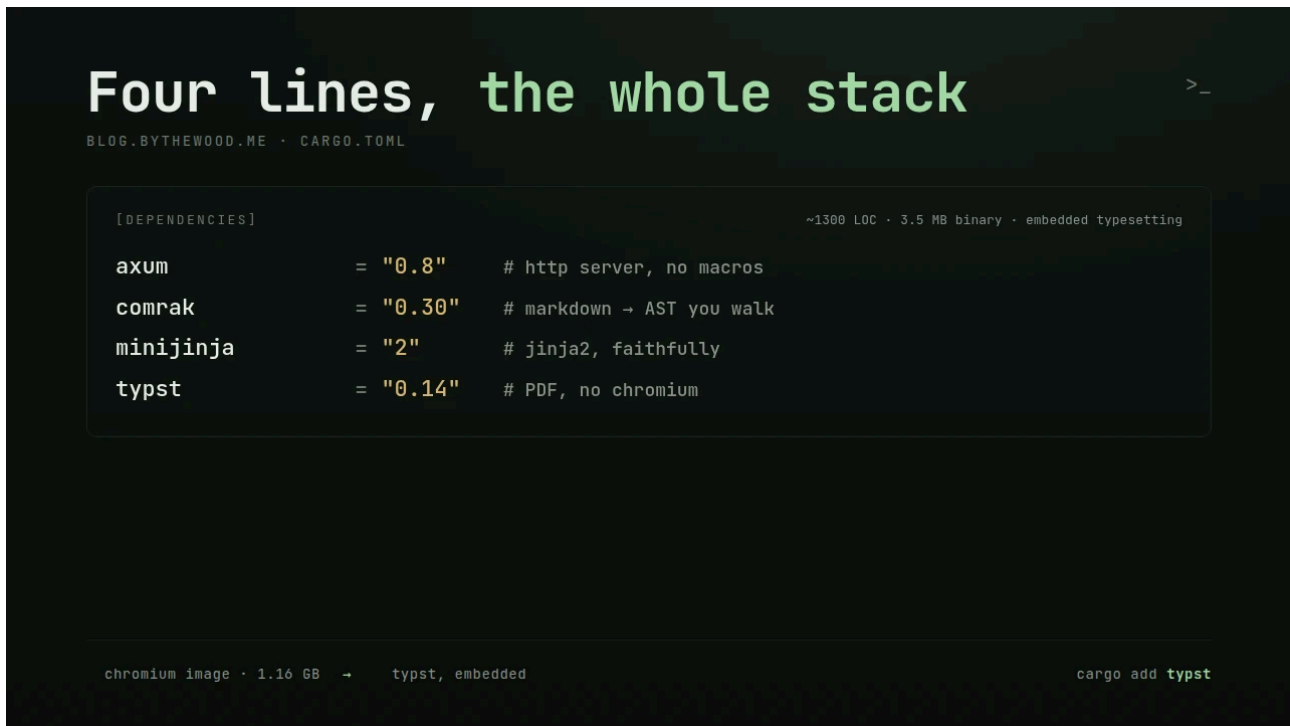 Four lines, the whole stack
>_
BLOG.BYTHEWOOD.ME · CARGO.TOML
[DEPENDENCIES]
~1300 LOC · 3.5 MB binary · embedded typesetting
axum = "0.8" # http server, no macros
comrak = "0.30" # markdown → AST you walk
minijinja = "2" # jinja2, faithfully
typst = "0.14" # PDF, no chromium
chromium image · 1.16 GB → typst, embedded
cargo add typst